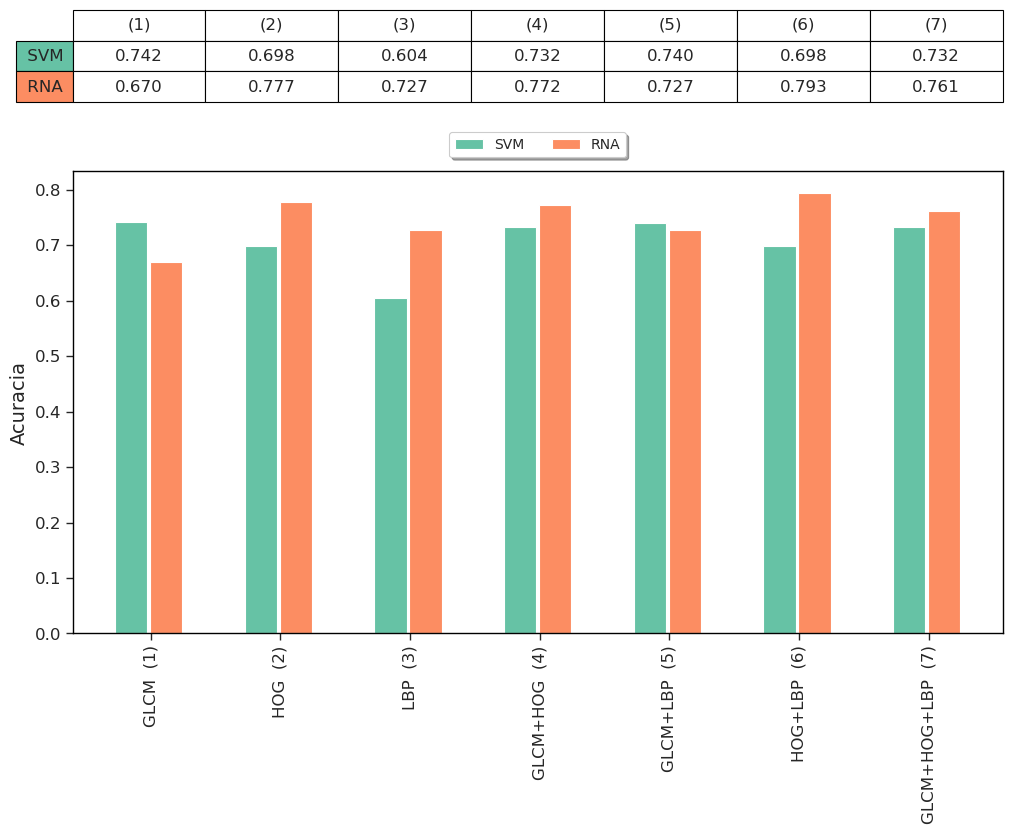 (1) (2) (3) (4) (5) (6) (7)
SVM 0.742 0.698 0.604 0.732 0.740 0.698 0.732
RNA 0.670 0.777 0.727 0.772 0.727 0.793 0.761
SVM RNA
Acuracia
0.8
0.7
0.6
0.5
0.4
0.3
0.2
0.1
0.0
GLCM (1)
HOG (2)
LBP (3)
GLCM+HOG (4)
GLCM+LBP (5)
HOG+LBP (6)
GLCM+HOG+LBP (7)